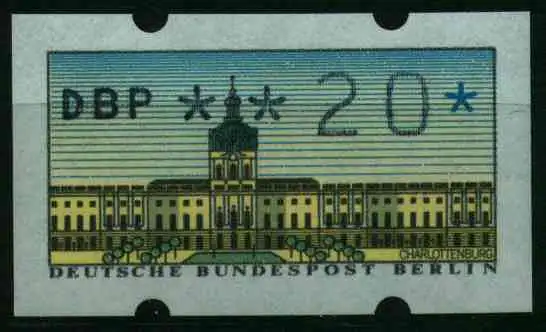 DBP ** 20*
CHARLOTTENBURG
DEUTSCHE BUNDESPOST BERLIN